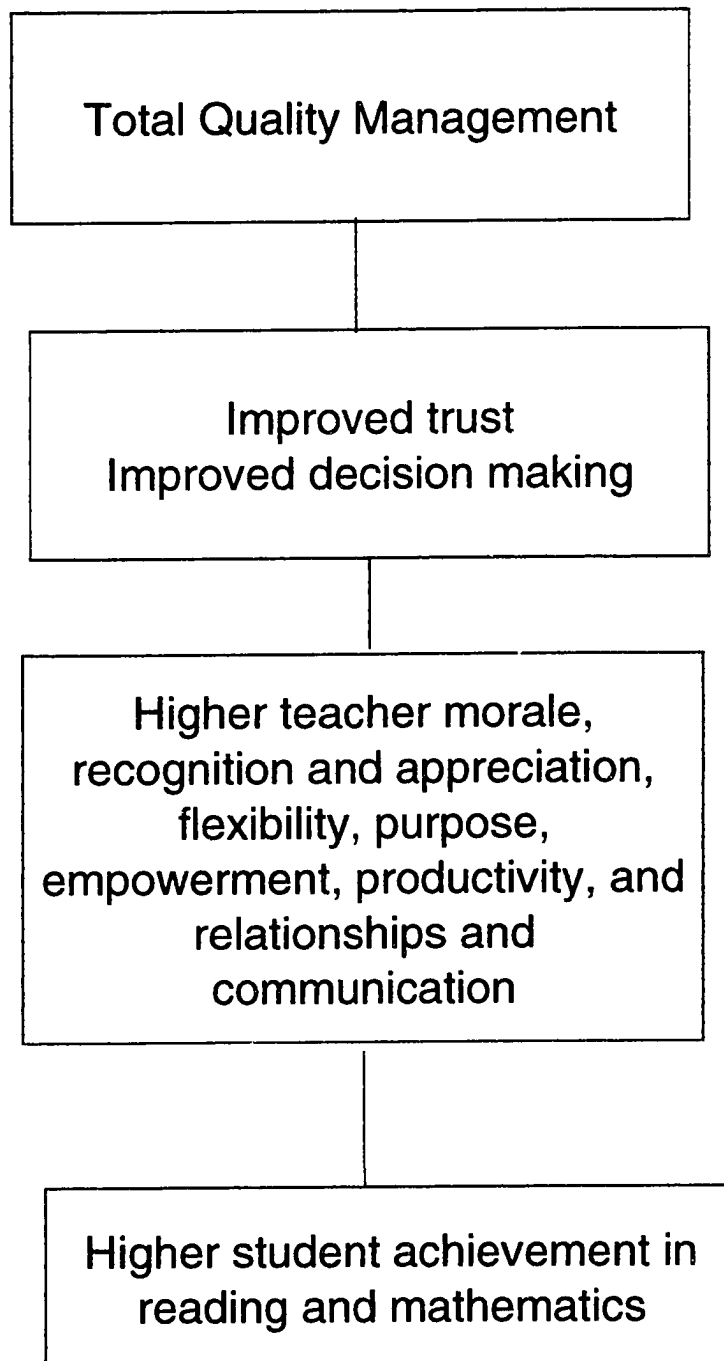 Total Quality Management
Improved trust
Improved decision making
Higher teacher morale,
recognition and appreciation,
flexibility, purpose,
empowerment, productivity, and
relationships and
communication
Higher student achievement in
reading and mathematics